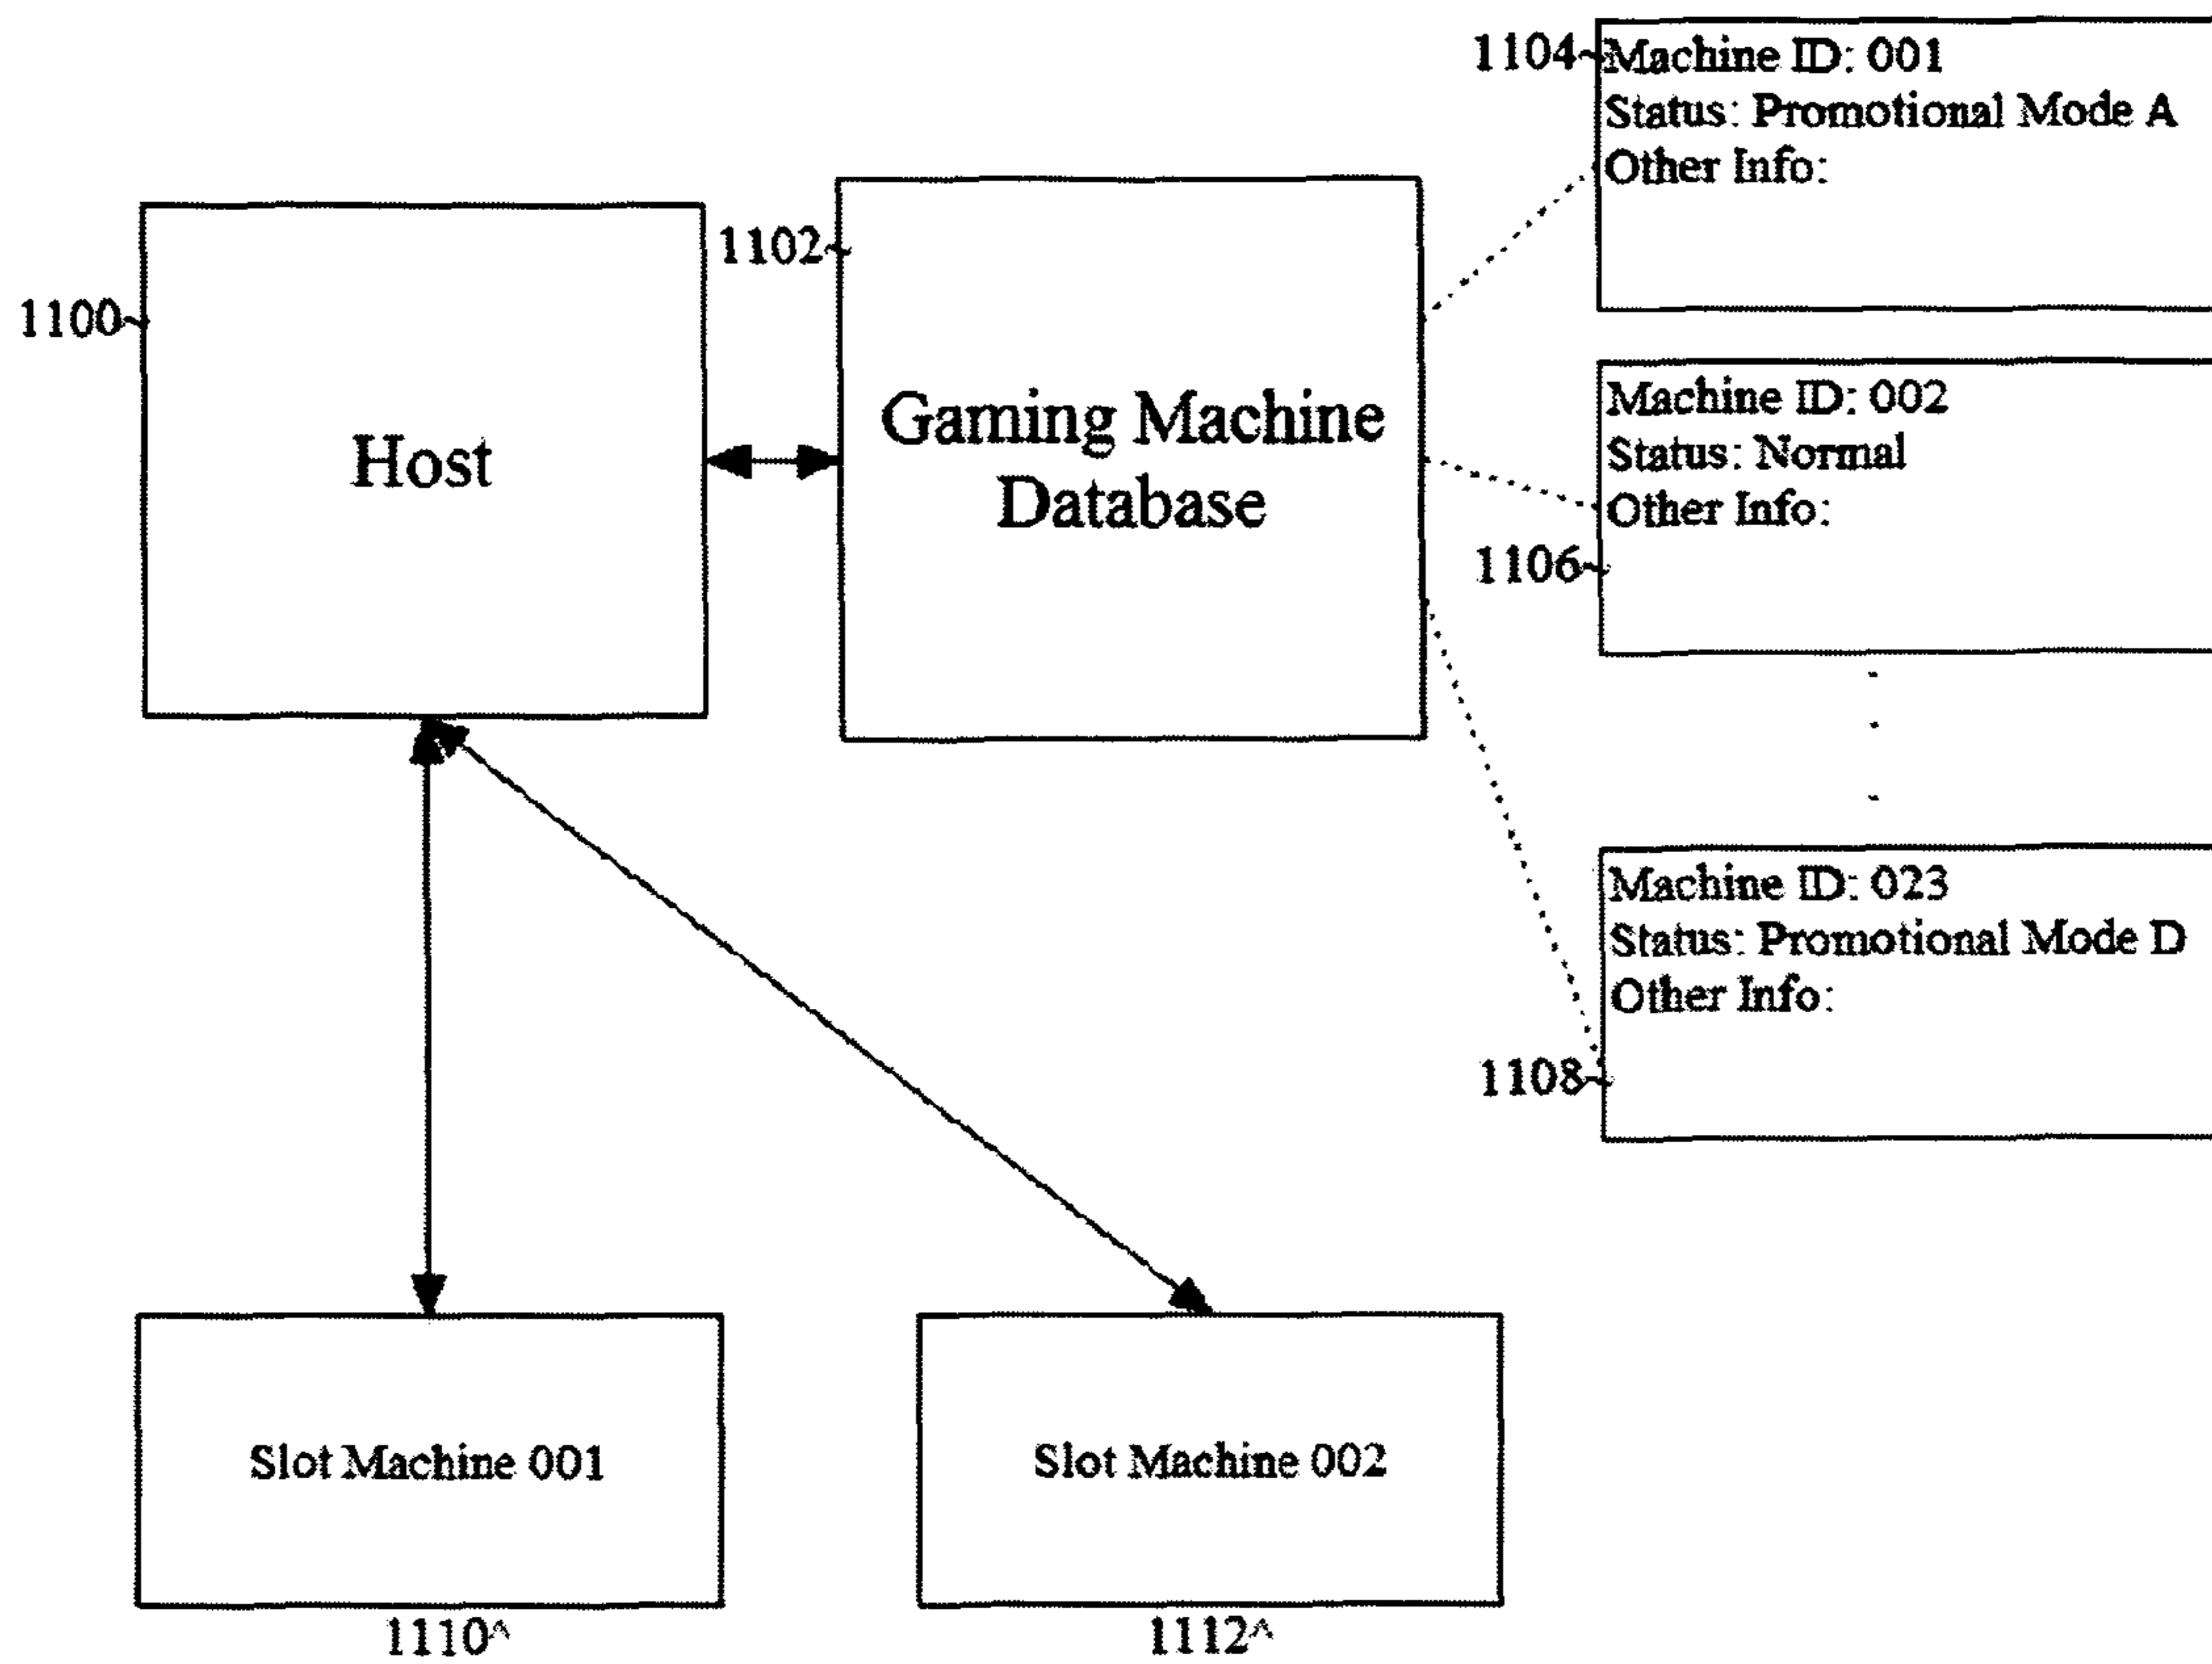 1104
Machine ID: 001
Status: Promotional Mode A
Other Info:
1102
1100
Host
Gaming Machine
Database
Machine ID: 002
Status: Normal
Other Info:
1106
Machine ID: 023
Status: Promotional Mode D
Other Info:
1108
Slot Machine 001
Slot Machine 002
1110^
1112^